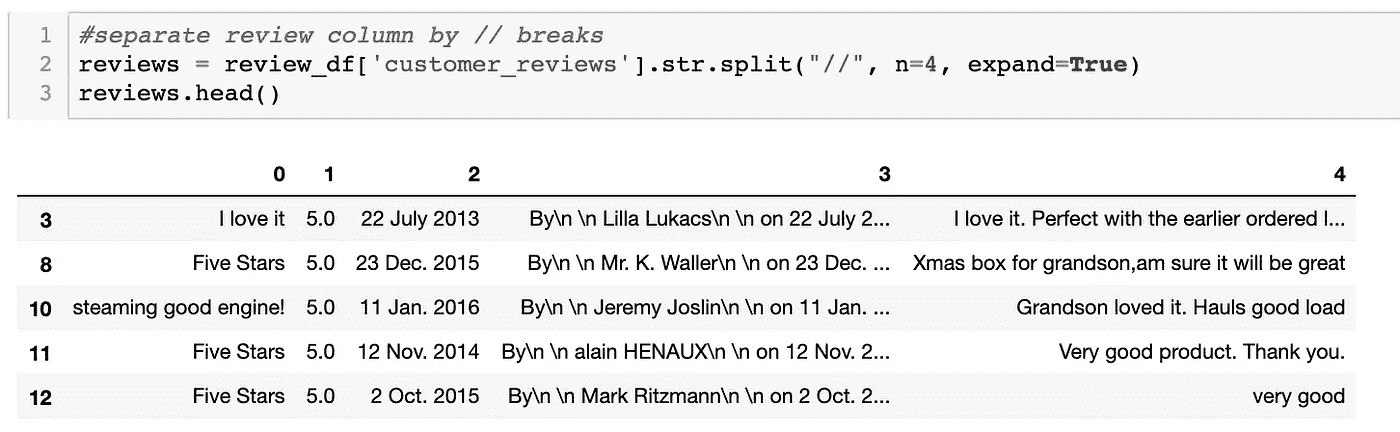 1 #separate review column by // breaks
2 reviews = review_df['customer_reviews'].str.split("//", n=4, expand=True)
3 reviews.head()
0 1 2 3 4
3 I love it 5.0 22 July 2013 By\n \n Lilla Lukacs\n \n on 22 July 2... I love it. Perfect with the earlier ordered l...
8 Five Stars 5.0 23 Dec. 2015 By\n \n Mr. K. Waller\n \n on 23 Dec. ... Xmas box for grandson,am sure it will be great
10 steaming good engine! 5.0 11 Jan. 2016 By\n \n Jeremy Joslin\n \n on 11 Jan. ... Grandson loved it. Hauls good load
11 Five Stars 5.0 12 Nov. 2014 By\n \n alain HENAUX\n \n on 12 Nov. 2... Very good product. Thank you.
12 Five Stars 5.0 2 Oct. 2015 By\n \n Mark Ritzmann\n \n on 2 Oct. 2... very good